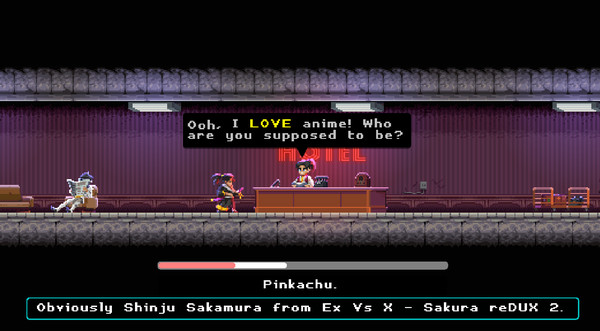 Ooh, I LOVE anime! Who
are you supposed to be?
HOTEL
Pinkachu.
Obviously Shinju Sakamura from Ex Vs X - Sakura reDUX 2.